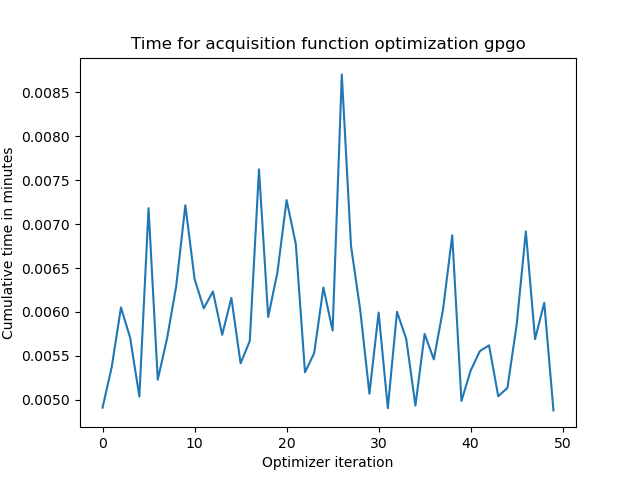 Time for acquisition function optimization gpgo
Cumulative time in minutes
0.0085
0.0080
0.0075
0.0070
0.0065
0.0060
0.0055
0.0050
0 10 20 30 40 50
Optimizer iteration